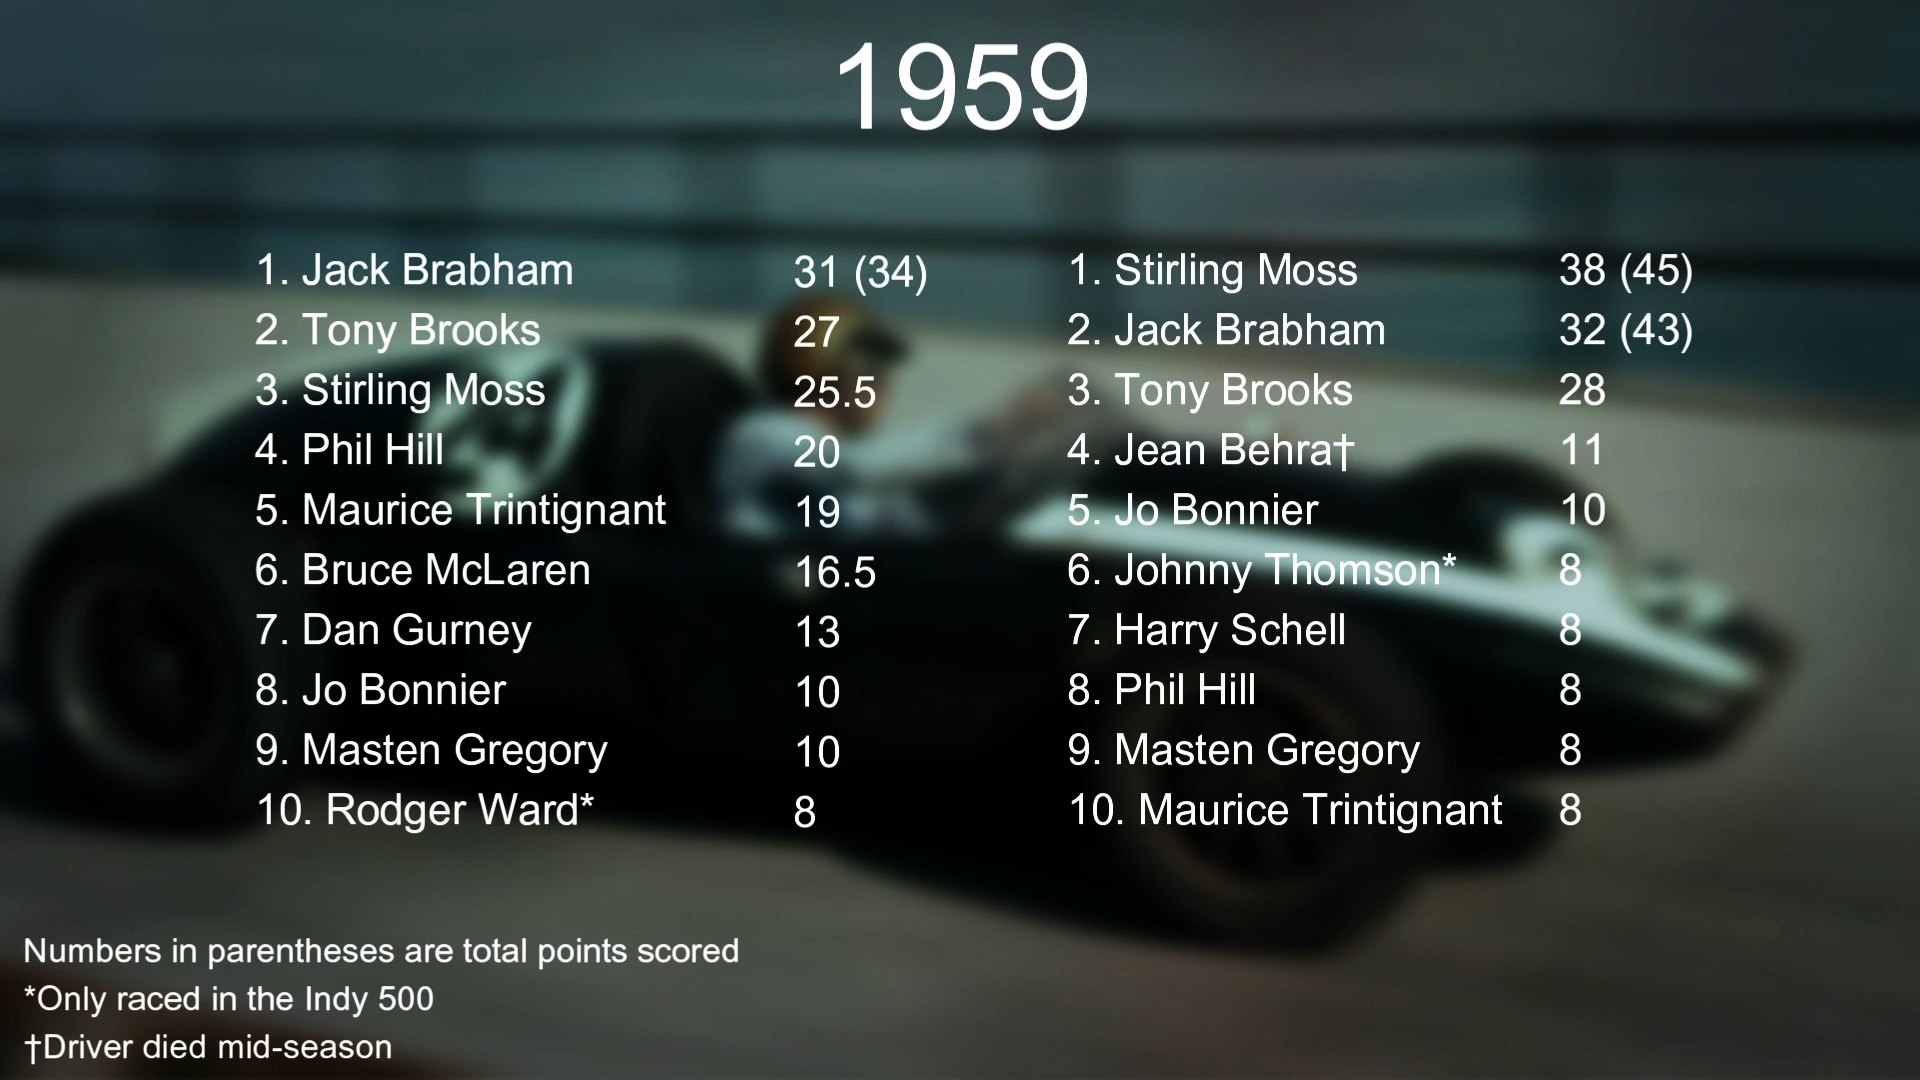 1959
1. Jack Brabham 31 (34)
2. Tony Brooks 27
3. Stirling Moss 25.5
4. Phil Hill 20
5. Maurice Trintignant 19
6. Bruce McLaren 16.5
7. Dan Gurney 13
8. Jo Bonnier 10
9. Masten Gregory 10
10. Rodger Ward* 8
1. Stirling Moss 38 (45)
2. Jack Brabham 32 (43)
3. Tony Brooks 28
4. Jean Behra† 11
5. Jo Bonnier 10
6. Johnny Thomson* 8
7. Harry Schell 8
8. Phil Hill 8
9. Masten Gregory 8
10. Maurice Trintignant 8
Numbers in parentheses are total points scored
*Only raced in the Indy 500
†Driver died mid-season